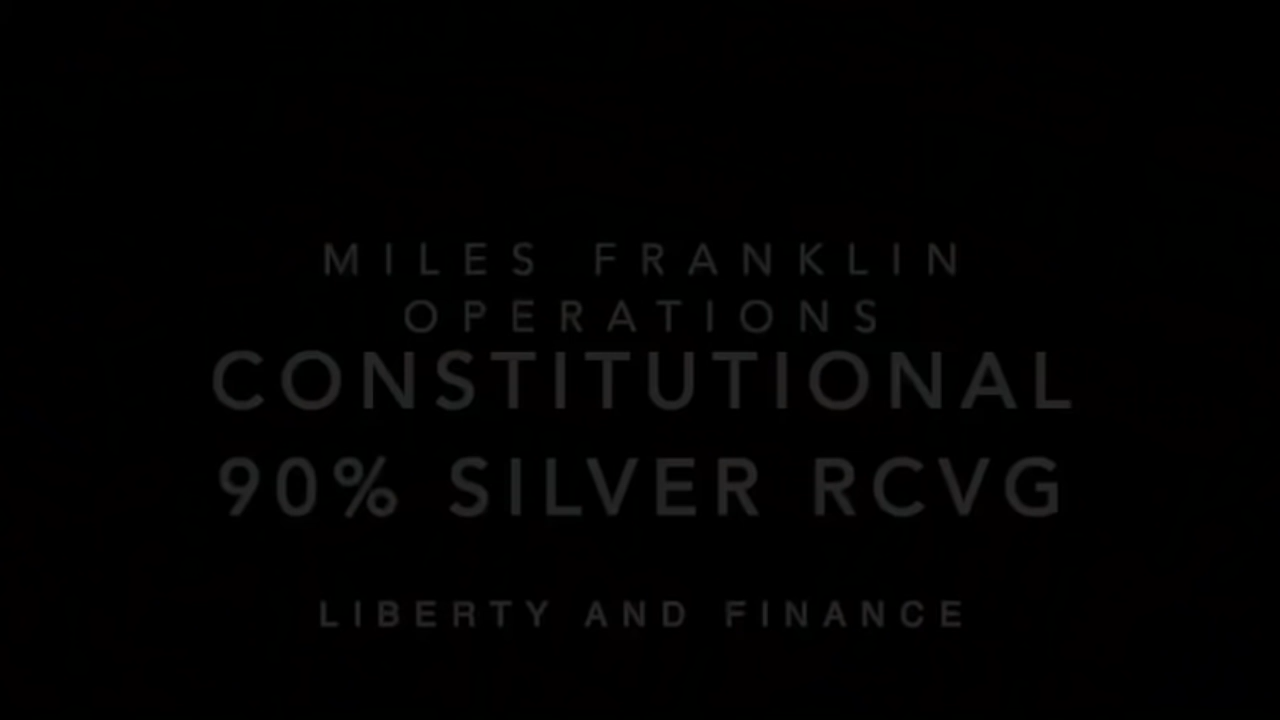 MILES FRANKLIN
OPERATIONS
CONSTITUTIONAL
90% SILVER RCVG
LIBERTY AND FINANCE